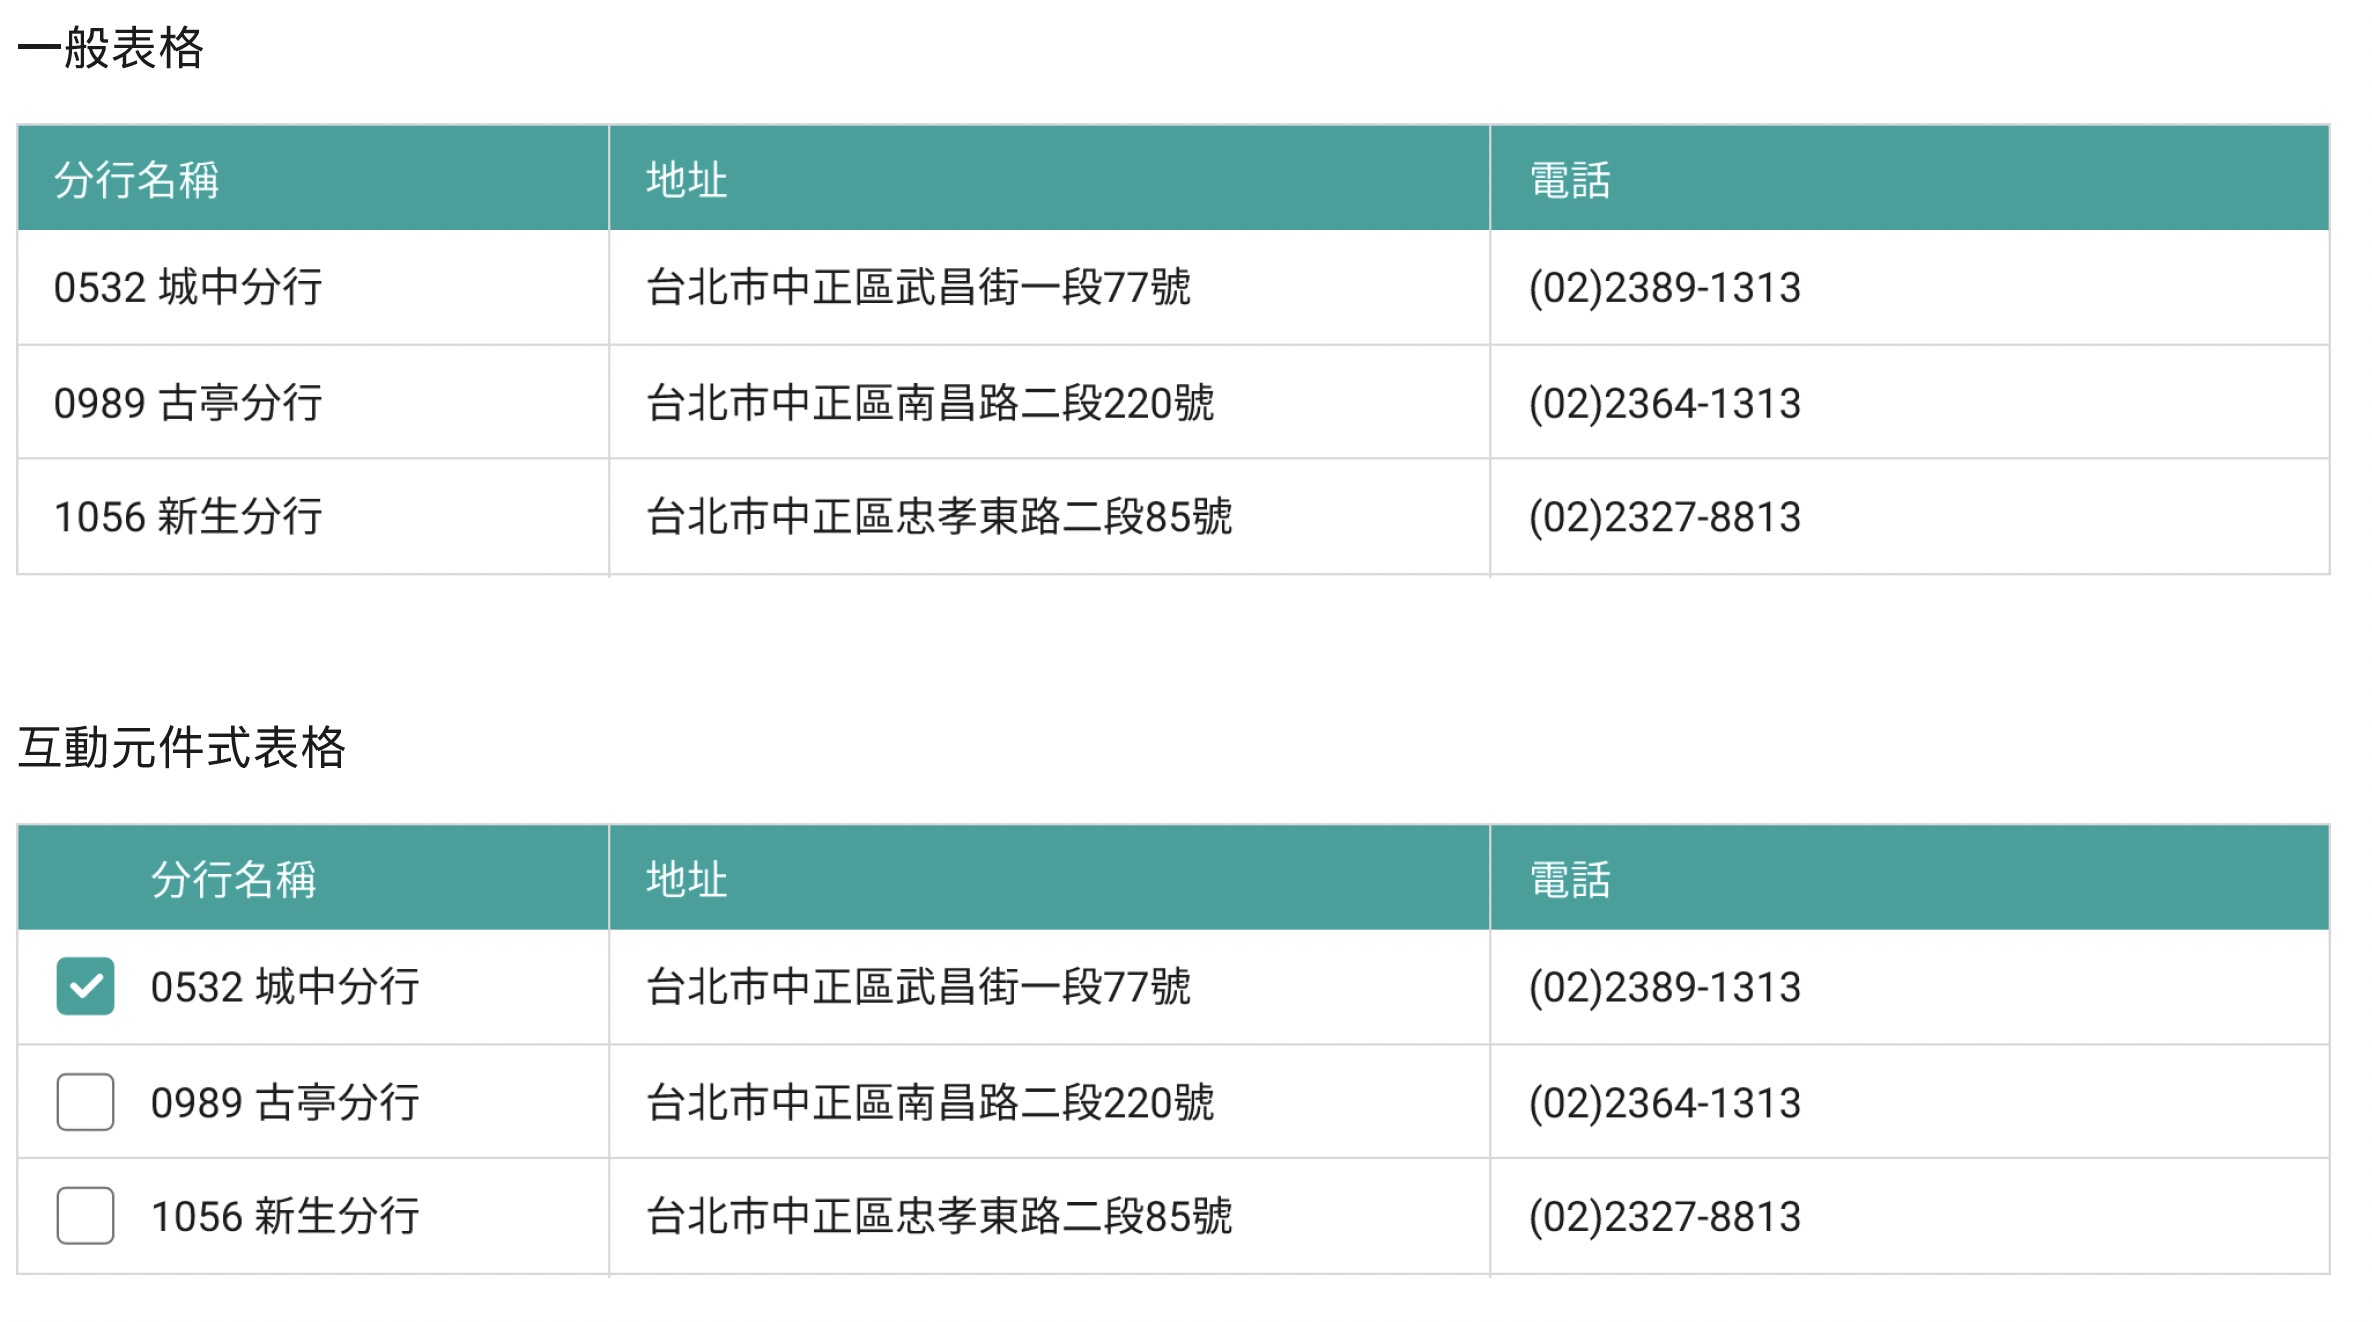 一般表格
分行名稱 地址 電話
0532 城中分行 台北市中正區武昌街一段77號 (02)2389-1313
0989 古亭分行 台北市中正區南昌路二段220號 (02)2364-1313
1056 新生分行 台北市中正區忠孝東路二段85號 (02)2327-8813
互動元件式表格
分行名稱 地址 電話
0532 城中分行 台北市中正區武昌街一段77號 (02)2389-1313
0989 古亭分行 台北市中正區南昌路二段220號 (02)2364-1313
1056 新生分行 台北市中正區忠孝東路二段85號 (02)2327-8813